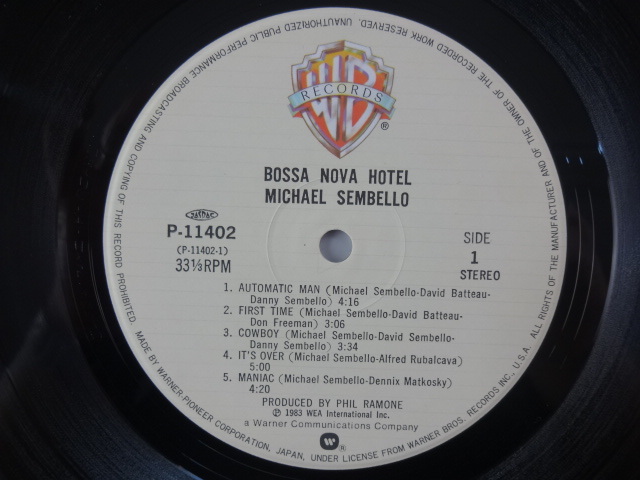 UNAUTHORIZED PUBLIC PERFORMANCE BROADCASTING AND COPYING OF THIS RECORD PROHIBITED.
ALL RIGHTS OF THE MANUFACTURER AND OF THE OWNER OF THE RECORDED WORK RESERVED.
WB
RECORDS
®
BOSSA NOVA HOTEL
MICHAEL SEMBELLO
JASRAC
P-11402
(P-11402-1)
33⅓RPM
SIDE
1
STEREO
1. AUTOMATIC MAN (Michael Sembello-David Batteau-
Danny Sembello) 4:16
2. FIRST TIME (Michael Sembello-David Batteau-
Don Freeman) 3:06
3. COWBOY (Michael Sembello-David Sembello-
Danny Sembello) 3:34
4. IT'S OVER (Michael Sembello-Alfred Rubalcava)
5:00
5. MANIAC (Michael Sembello-Dennix Matkosky)
4:20
PRODUCED BY PHIL RAMONE
℗ 1983 WEA International Inc.
a Warner Communications Company
MADE BY WARNER-PIONEER CORPORATION, JAPAN, UNDER LICENSE FROM WARNER BROS. RECORDS INC., U.S.A.